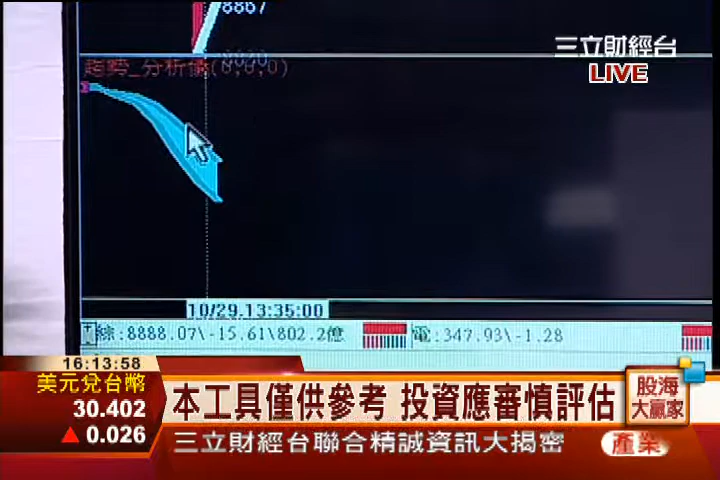 8867
三立財經台
LIVE
趨勢_分析儀(0,0,0)
10/29.13:35:00
綜:8888.07\-15.61\802.2億
電:347.93\-1.28
16:13:58
美元兌台幣
30.402
▲0.026
本工具僅供參考 投資應審慎評估
三立財經台聯合精誠資訊大揭密
股海
大贏家
產業